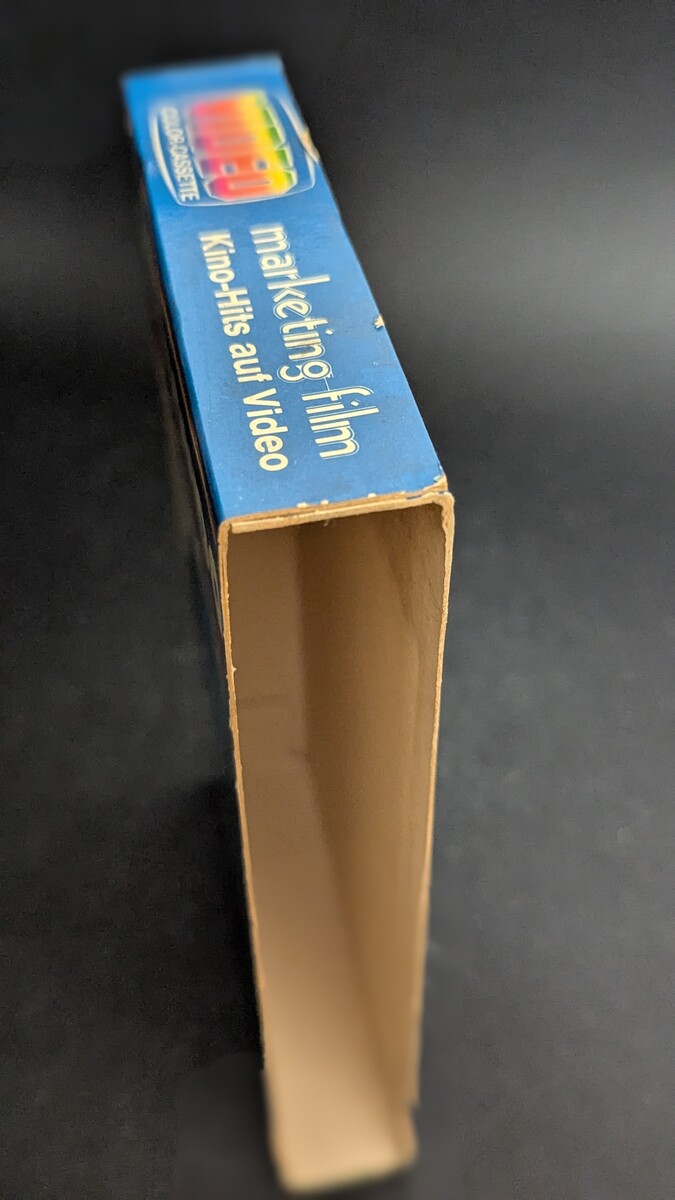 VIDEO
COLOR-CASSETTE
marketing-film
Kino-Hits auf Video